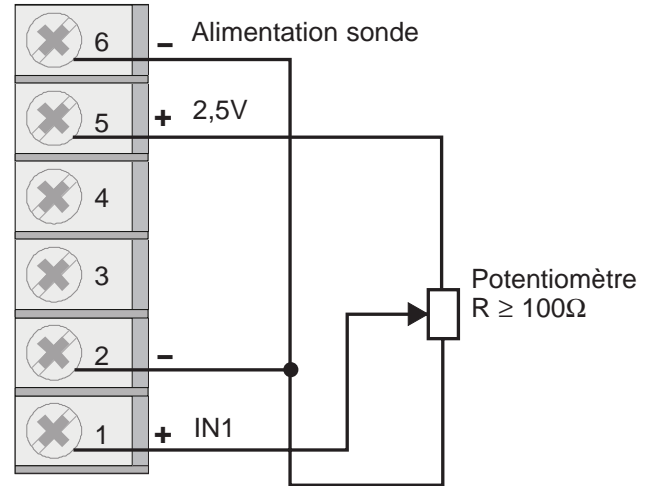 6 – Alimentation sonde
5 + 2,5V
4
3
Potentiomètre
R ≥ 100Ω
2 –
1 + IN1